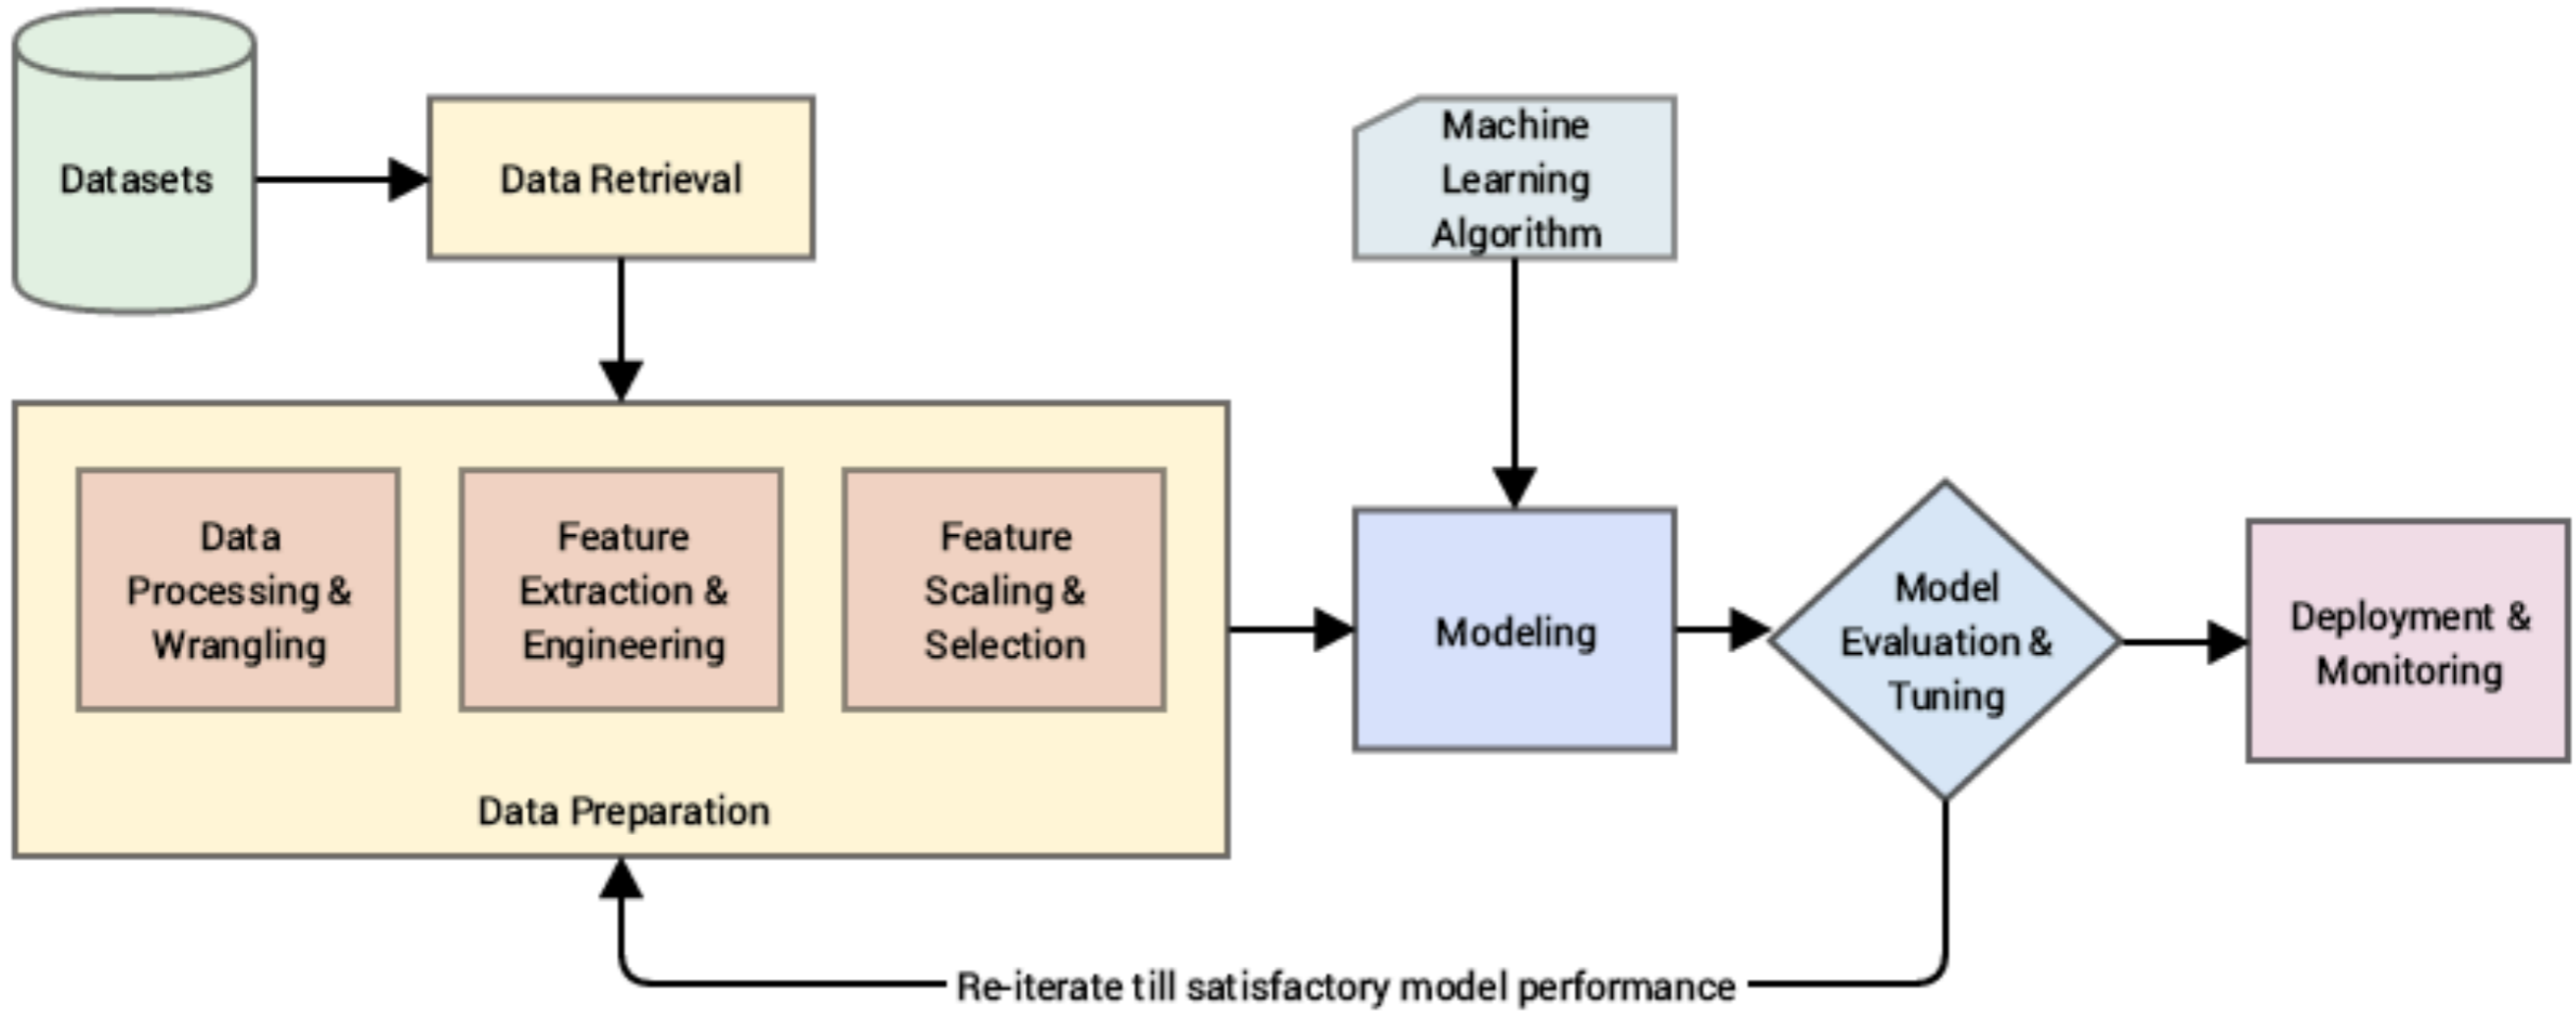 Datasets
Data Retrieval
Machine
Learning
Algorithm
Data
Processing &
Wrangling
Feature
Extraction &
Engineering
Feature
Scaling &
Selection
Data Preparation
Modeling
Model
Evaluation &
Tuning
Deployment &
Monitoring
Re-iterate till satisfactory model performance